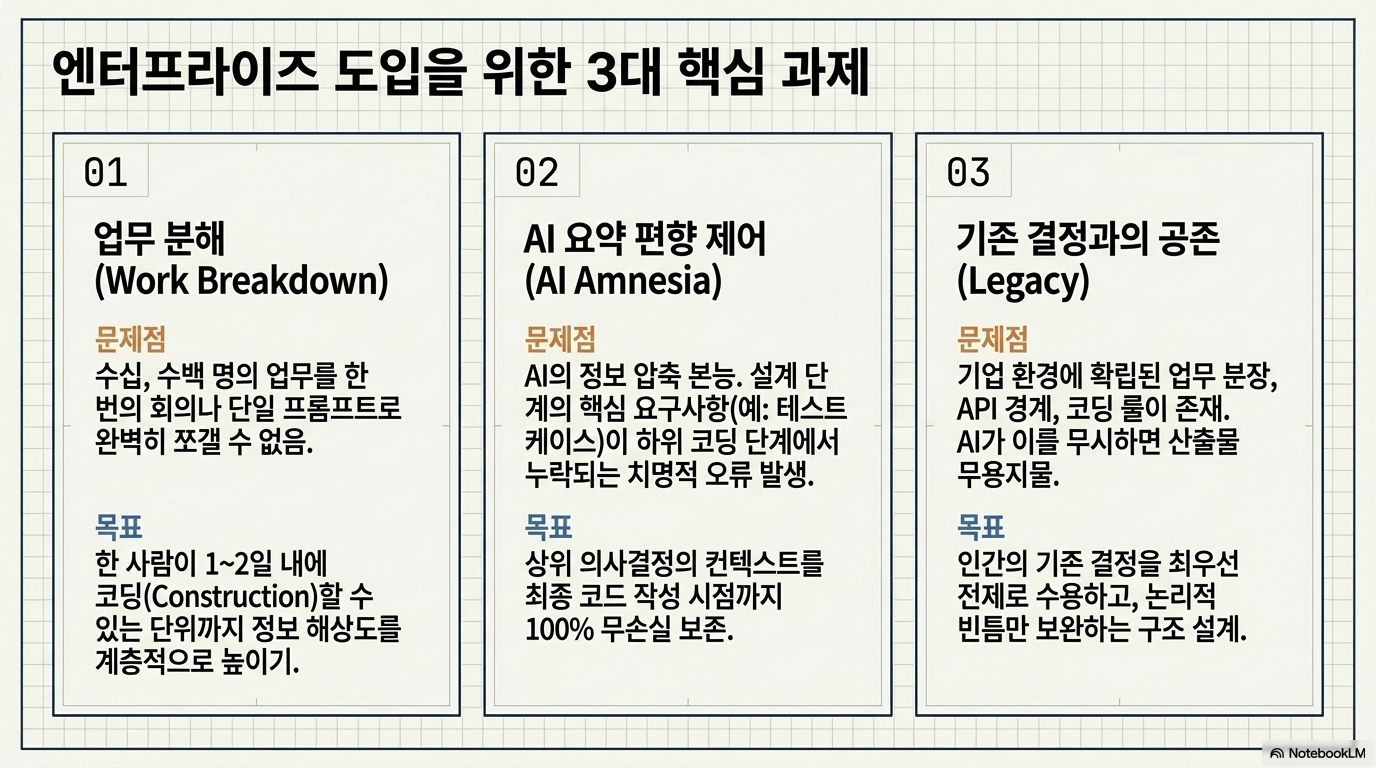 엔터프라이즈 도입을 위한 3대 핵심 과제
01
업무 분해
(Work Breakdown)
문제점
수십, 수백 명의 업무를 한
번의 회의나 단일 프롬프트로
완벽히 쪼갤 수 없음.
목표
한 사람이 1~2일 내에
코딩(Construction)할 수
있는 단위까지 정보 해상도를
계층적으로 높이기.
02
AI 요약 편향 제어
(AI Amnesia)
문제점
AI의 정보 압축 본능. 설계 단
계의 핵심 요구사항(예: 테스트
케이스)이 하위 코딩 단계에서
누락되는 치명적 오류 발생.
목표
상위 의사결정의 컨텍스트를
최종 코드 작성 시점까지
100% 무손실 보존.
03
기존 결정과의 공존
(Legacy)
문제점
기업 환경에 확립된 업무 분장,
API 경계, 코딩 룰이 존재.
AI가 이를 무시하면 산출물
무용지물.
목표
인간의 기존 결정을 최우선
전제로 수용하고, 논리적
빈틈만 보완하는 구조 설계.
NotebookLM